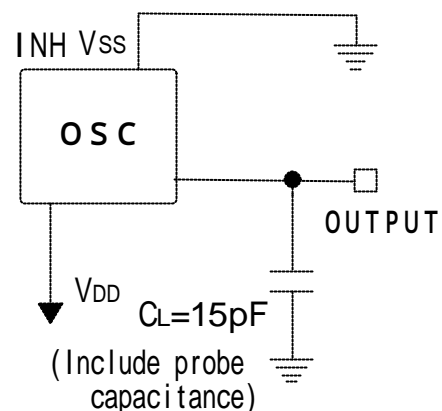 INH VSS
OSC
OUTPUT
VDD
CL=15pF
(Include probe
capacitance)